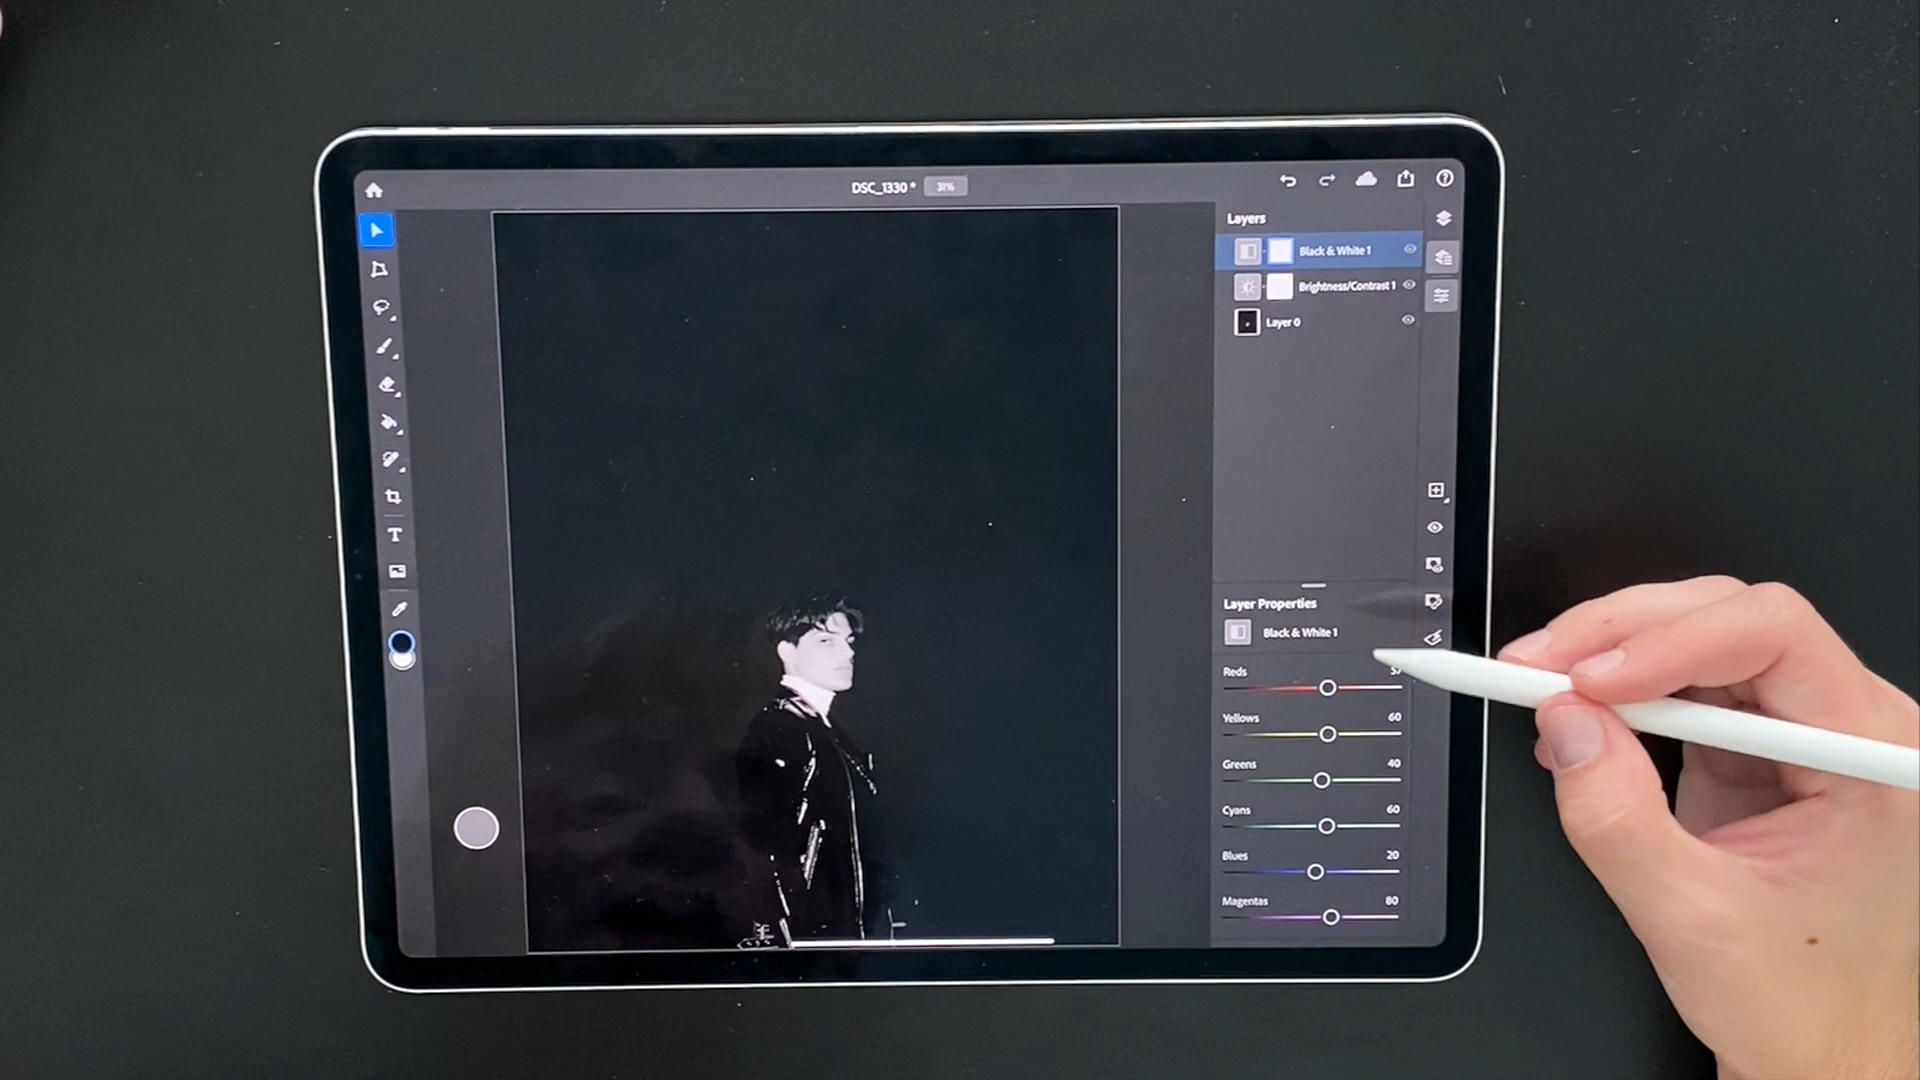 DSC_1330 * 31%
Layers
Black & White 1
Brightness/Contrast 1
Layer 0
Layer Properties
Black & White 1
Reds
Yellows 60
Greens 40
Cyans 60
Blues 20
Magentas 80